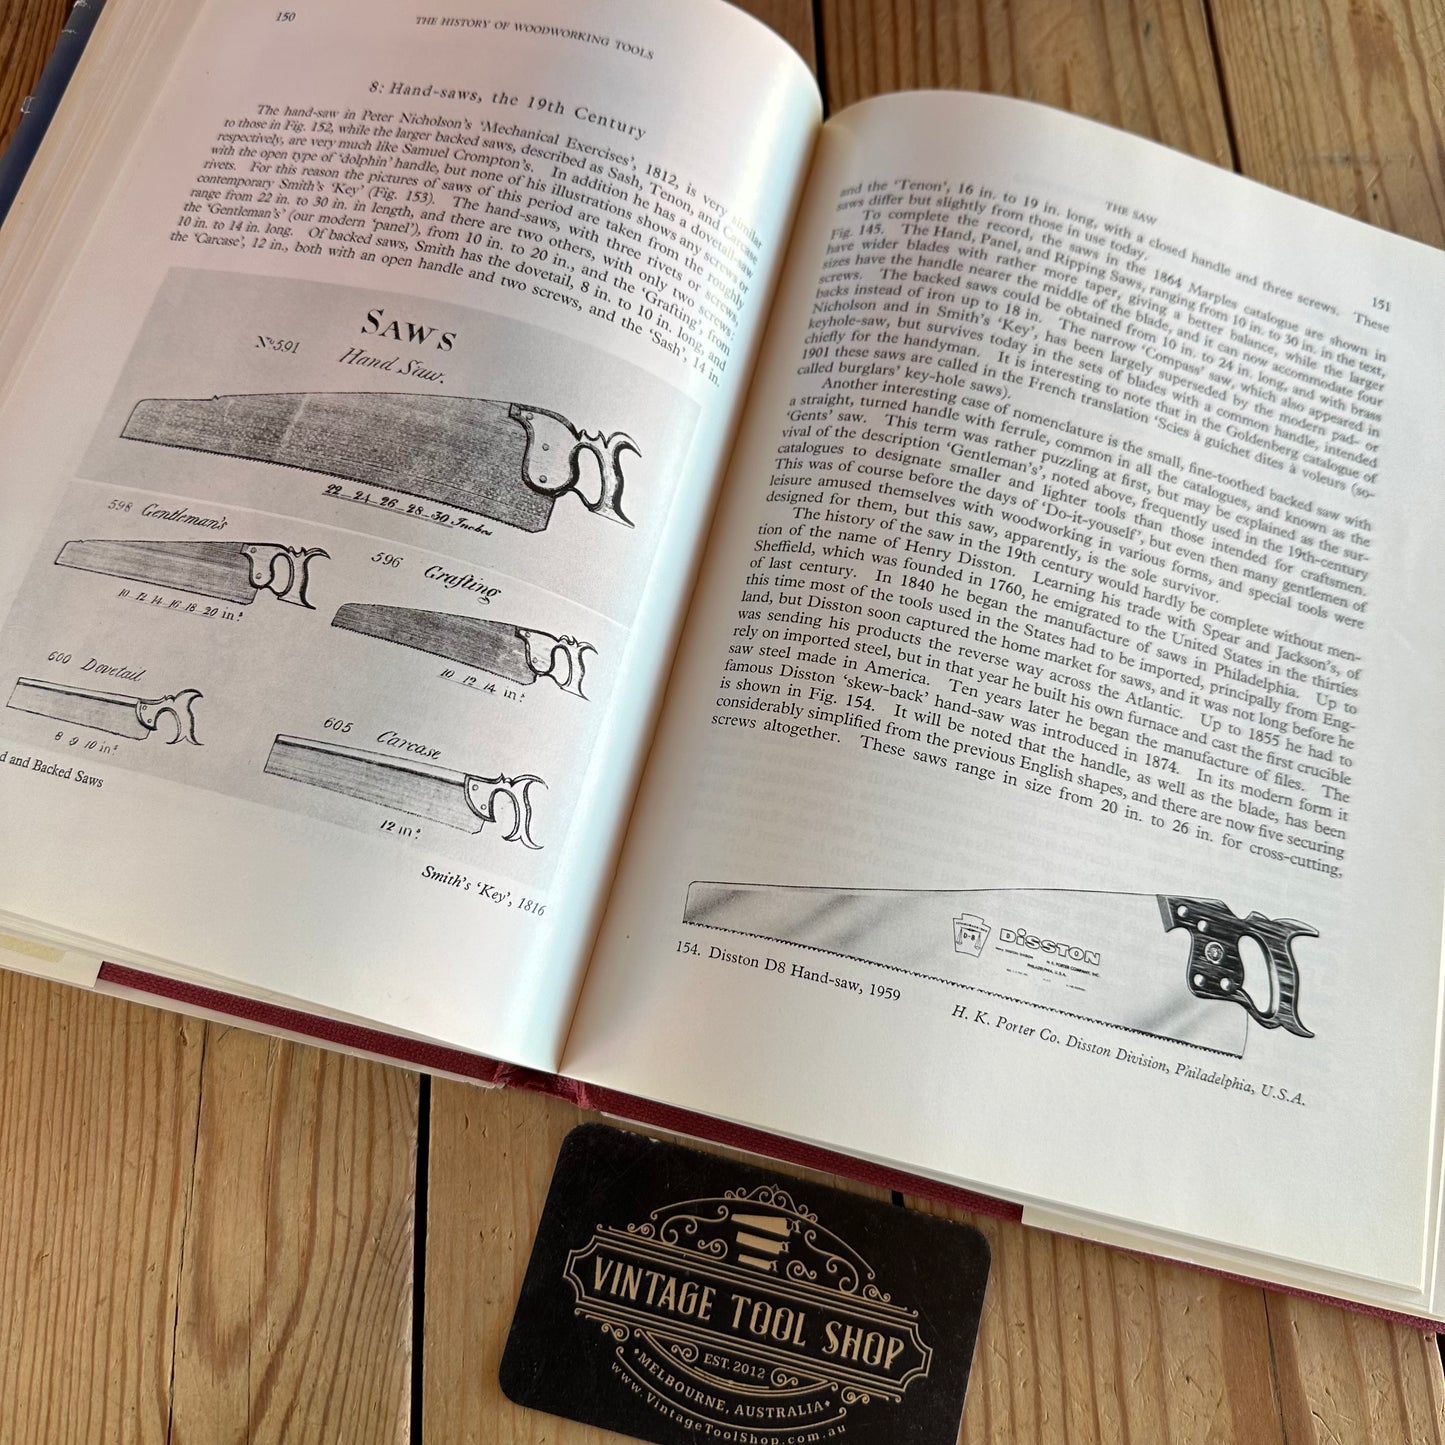 150
THE HISTORY OF WOODWORKING TOOLS
8: Hand-saws, the 19th Century
The hand-saw in Peter Nicholson's 'Mechanical Exercises', 1812, is very similar
to those in Fig. 152, while the larger backed saws, described as Sash, Tenon, and Carcase
respectively, are very much like Samuel Crompton's. In addition he has a dovetail-saw
with the open type of 'dolphin' handle, but none of his illustrations shows any screws or
rivets. For this reason the pictures of saws of this period are taken from the roughly
contemporary Smith's 'Key' (Fig. 153). The hand-saws, with three rivets or screws,
range from 22 in. to 30 in. in length, and there are two others, with only two screws:
the 'Gentleman's' (our modern 'panel'), from 10 in. to 20 in., and the 'Grafting', from
10 in. to 14 in. long. Of backed saws, Smith has the dovetail, 8 in. to 10 in. long, and
the 'Carcase', 12 in., both with an open handle and two screws, and the 'Sash', 14 in.
SAWS
No 591
Hand Saw.
22-24-26-28-30 Inches
598 Gentleman's
10 12 14 16 18 20 in.s
596 Grafting
10 12 14 in.s
600 Dovetail
8 9 10 in.s
605 Carcase
12 in.s
d and Backed Saws
Smith's 'Key', 1816
THE SAW
151
and the 'Tenon', 16 in. to 19 in. long, with a closed handle and three screws. These
saws differ but slightly from those in use today.
To complete the record, the saws in the 1864 Marples catalogue are shown in
Fig. 145. The Hand, Panel, and Ripping Saws, ranging from 10 in. to 30 in. in the text,
have wider blades with rather more taper, giving a better balance, while the larger
sizes have the handle nearer the middle of the blade, and it can now accommodate four
screws. The backed saws could be obtained from 10 in. to 24 in. long, and with brass
backs instead of iron up to 18 in. The narrow 'Compass' saw, which also appeared in
Nicholson and in Smith's 'Key', has been largely superseded by the modern pad- or
keyhole-saw, but survives today in the sets of blades with a common handle, intended
chiefly for the handyman. It is interesting to note that in the Goldenberg catalogue of
1901 these saws are called in the French translation 'Scies à guichet dites à voleurs (so-
called burglars' key-hole saws).
Another interesting case of nomenclature is the small, fine-toothed backed saw with
a straight, turned handle with ferrule, common in all the catalogues, and known as the
'Gents' saw. This term was rather puzzling at first, but may be explained as the sur-
vival of the description 'Gentleman's', noted above, frequently used in the 19th-century
catalogues to designate smaller and lighter tools than those intended for craftsmen.
This was of course before the days of 'Do-it-youself', but even then many gentlemen of
leisure amused themselves with woodworking in various forms, and special tools were
designed for them, but this saw, apparently, is the sole survivor.
The history of the saw in the 19th century would hardly be complete without men-
tion of the name of Henry Disston. Learning his trade with Spear and Jackson's, of
Sheffield, which was founded in 1760, he emigrated to the United States in the thirties
of last century. In 1840 he began the manufacture of saws in Philadelphia. Up to
this time most of the tools used in the States had to be imported, principally from Eng-
land, but Disston soon captured the home market for saws, and it was not long before he
was sending his products the reverse way across the Atlantic. Up to 1855 he had to
rely on imported steel, but in that year he built his own furnace and cast the first crucible
saw steel made in America. Ten years later he began the manufacture of files. The
famous Disston 'skew-back' hand-saw was introduced in 1874. In its modern form it
is shown in Fig. 154. It will be noted that the handle, as well as the blade, has been
considerably simplified from the previous English shapes, and there are now five securing
screws altogether. These saws range in size from 20 in. to 26 in. for cross-cutting,
D-8
DISSTON
H. K. PORTER COMPANY, INC.
PHILADELPHIA, U.S.A.
154. Disston D8 Hand-saw, 1959
H. K. Porter Co. Disston Division, Philadelphia, U.S.A.
VINTAGE TOOL SHOP
EST. 2012
MELBOURNE, AUSTRALIA
www.VintageToolShop.com.au